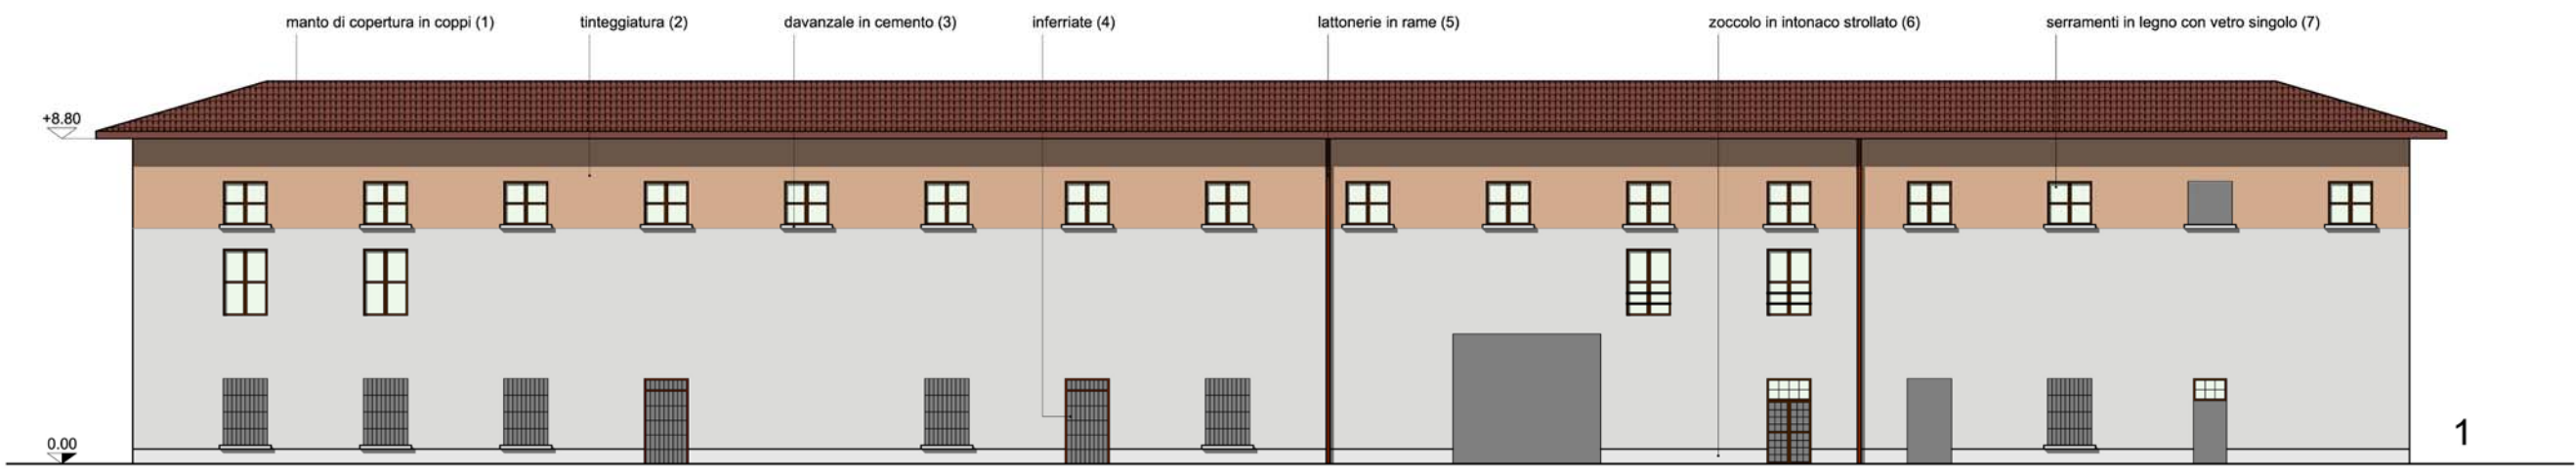 manto di copertura in coppi (1)
tinteggiatura (2)
davanzale in cemento (3)
inferriate (4)
lattonerie in rame (5)
zoccolo in intonaco strollato (6)
serramenti in legno con vetro singolo (7)
+8.80
0.00
1